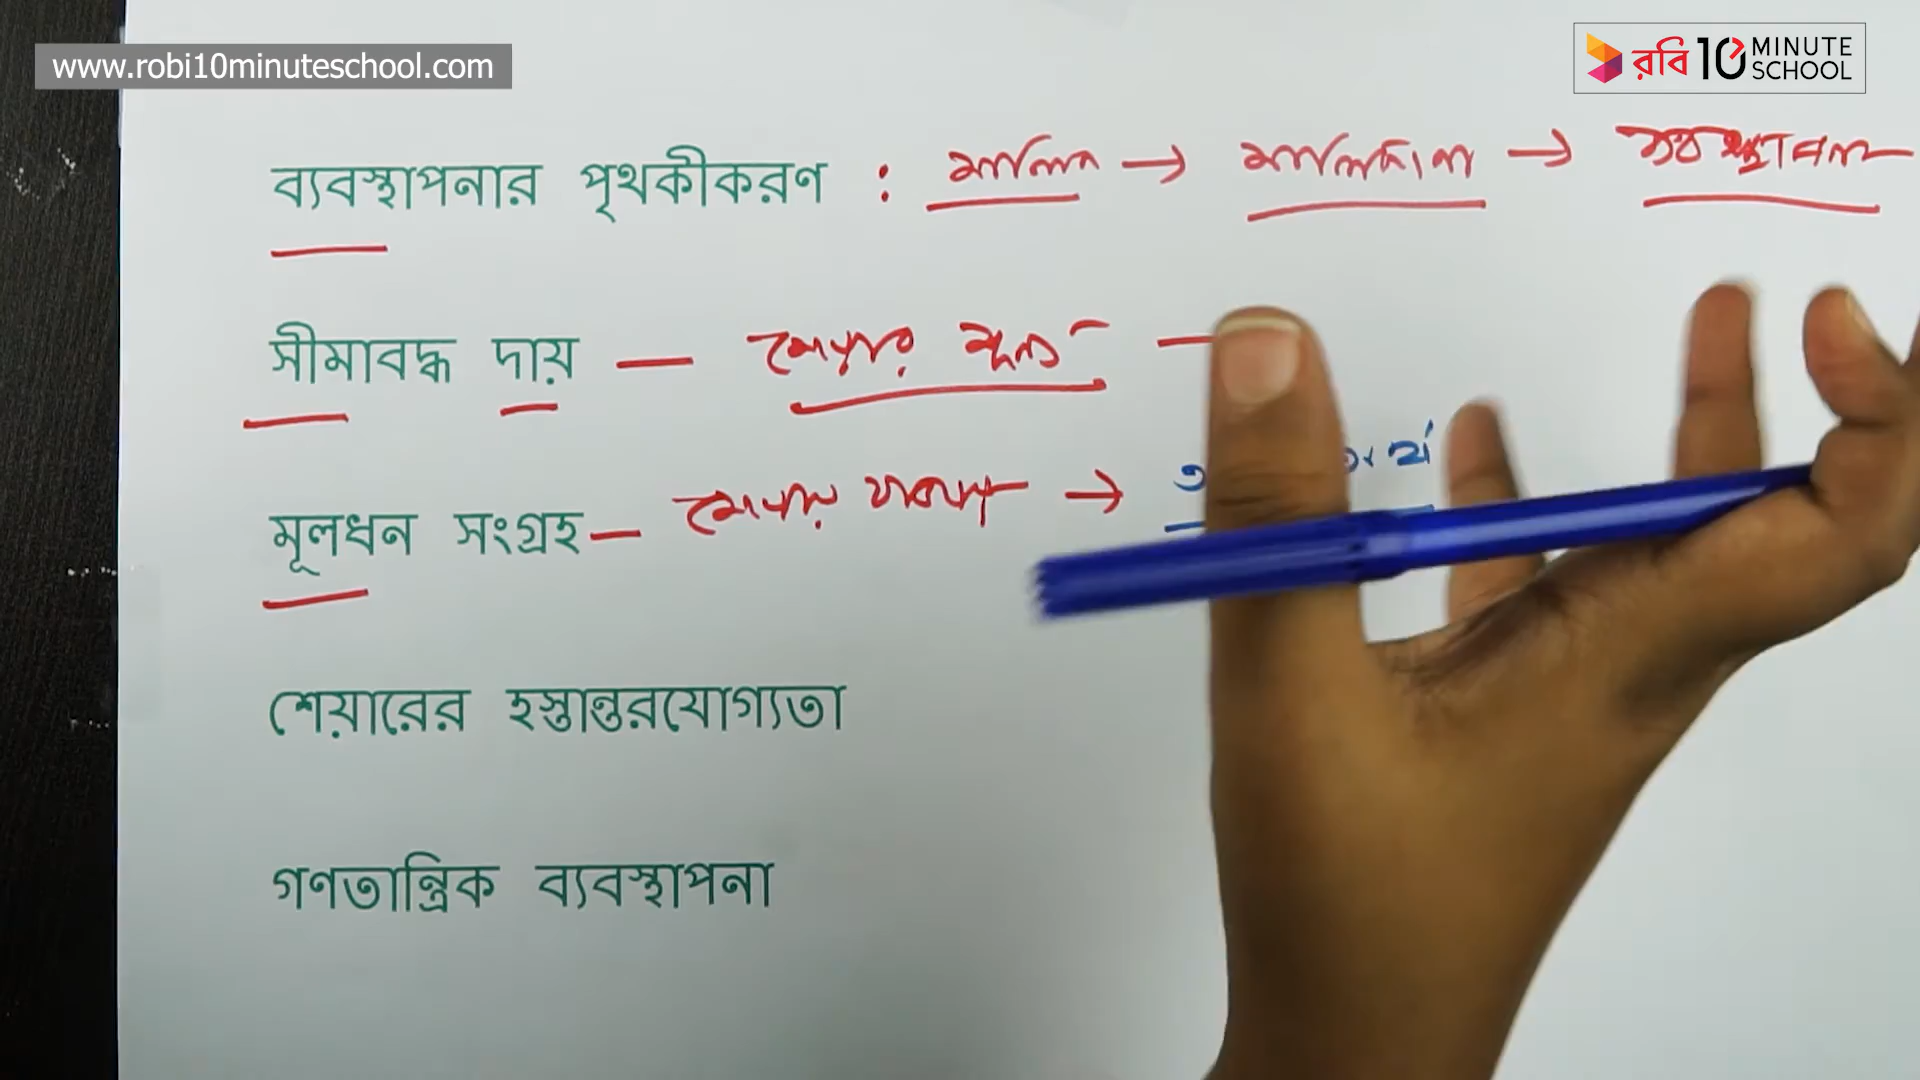 www.robi10minuteschool.com
রবি 10 MINUTE SCHOOL
ব্যবস্থাপনার পৃথকীকরণ : মালিক → মালিকানা → ব্যবস্থাপনা
সীমাবদ্ধ দায় — শেয়ার মূল্য —
মূলধন সংগ্রহ — শেয়ার →
শেয়ারের হস্তান্তরযোগ্যতা
গণতান্ত্রিক ব্যবস্থাপনা